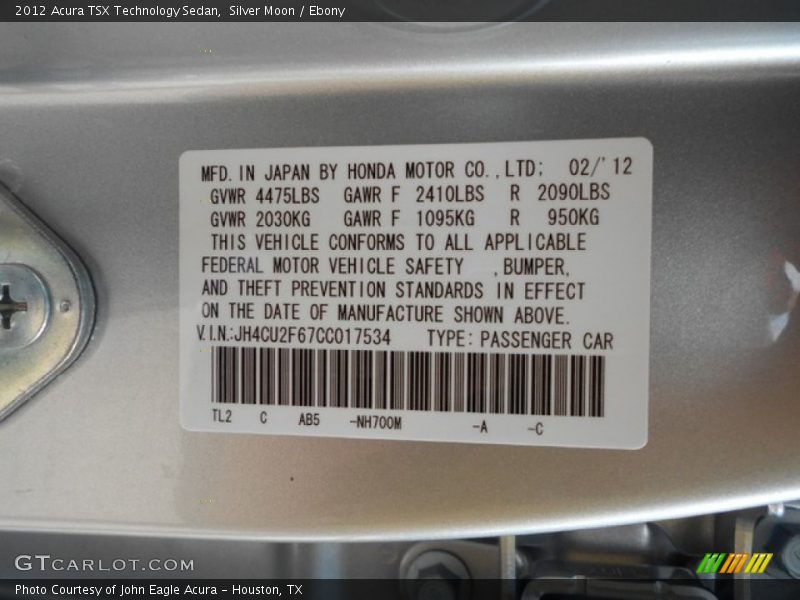 2012 Acura TSX Technology Sedan, Silver Moon / Ebony
MFD. IN JAPAN BY HONDA MOTOR CO., LTD; 02/'12
GVWR 4475LBS GAWR F 2410LBS R 2090LBS
GVWR 2030KG GAWR F 1095KG R 950KG
THIS VEHICLE CONFORMS TO ALL APPLICABLE
FEDERAL MOTOR VEHICLE SAFETY ,BUMPER,
AND THEFT PREVENTION STANDARDS IN EFFECT
ON THE DATE OF MANUFACTURE SHOWN ABOVE.
V.I.N.:JH4CU2F67CC017534 TYPE: PASSENGER CAR
TL2 C AB5 -NH700M -A -C
GTCARLOT.COM
Photo Courtesy of John Eagle Acura - Houston, TX